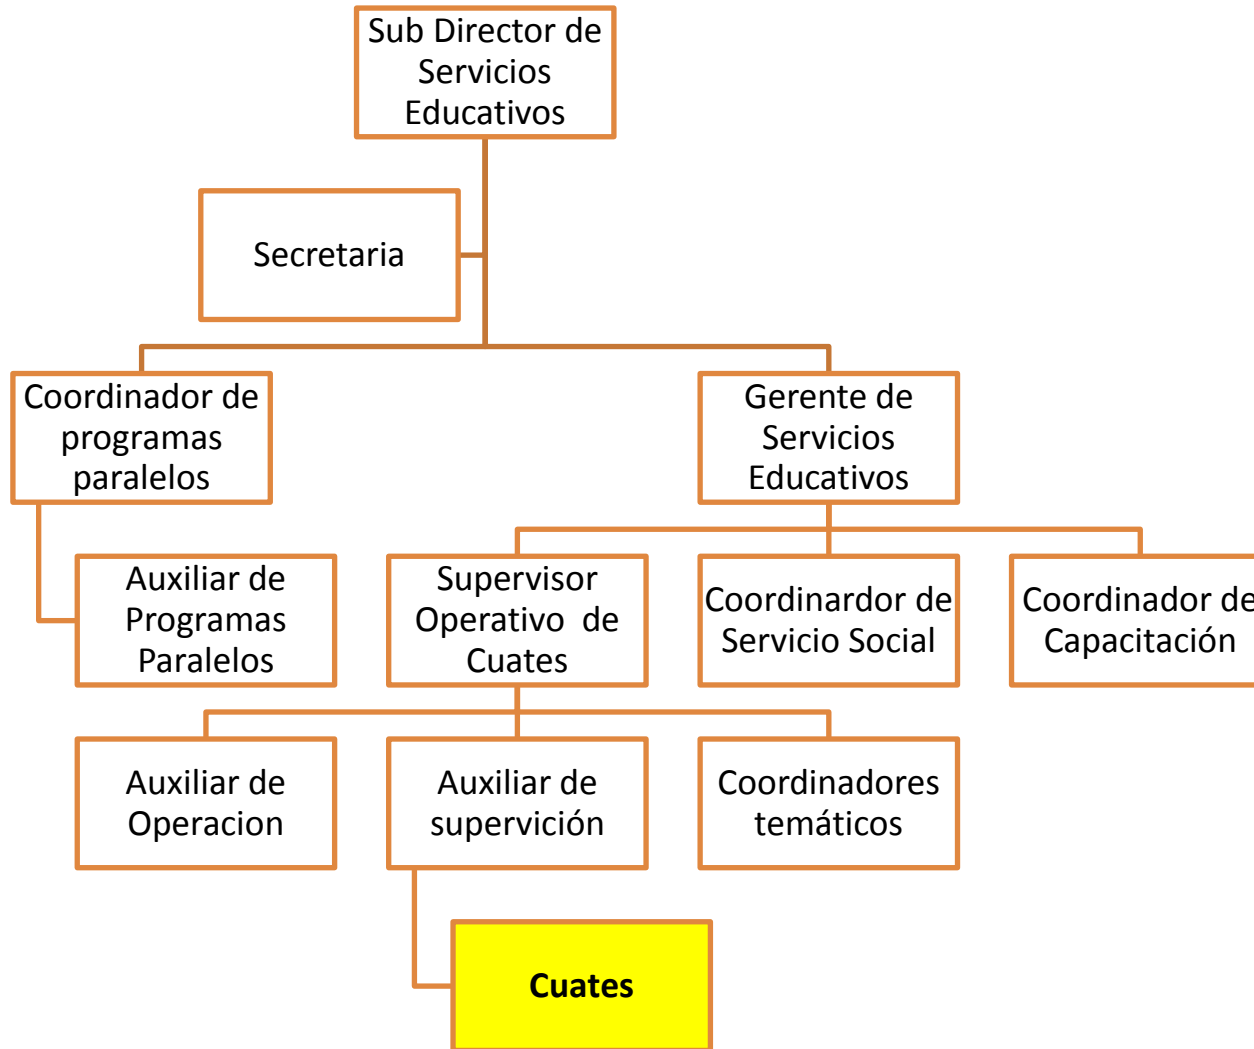 Sub Director de
Servicios
Educativos
Secretaria
Coordinador de
programas
paralelos
Gerente de
Servicios
Educativos
Auxiliar de
Programas
Paralelos
Supervisor
Operativo  de
Cuates
Coordinardor de
Servicio Social
Coordinador de
Capacitación
Auxiliar de
Operacion
Auxiliar de
supervición
Coordinadores
temáticos
Cuates